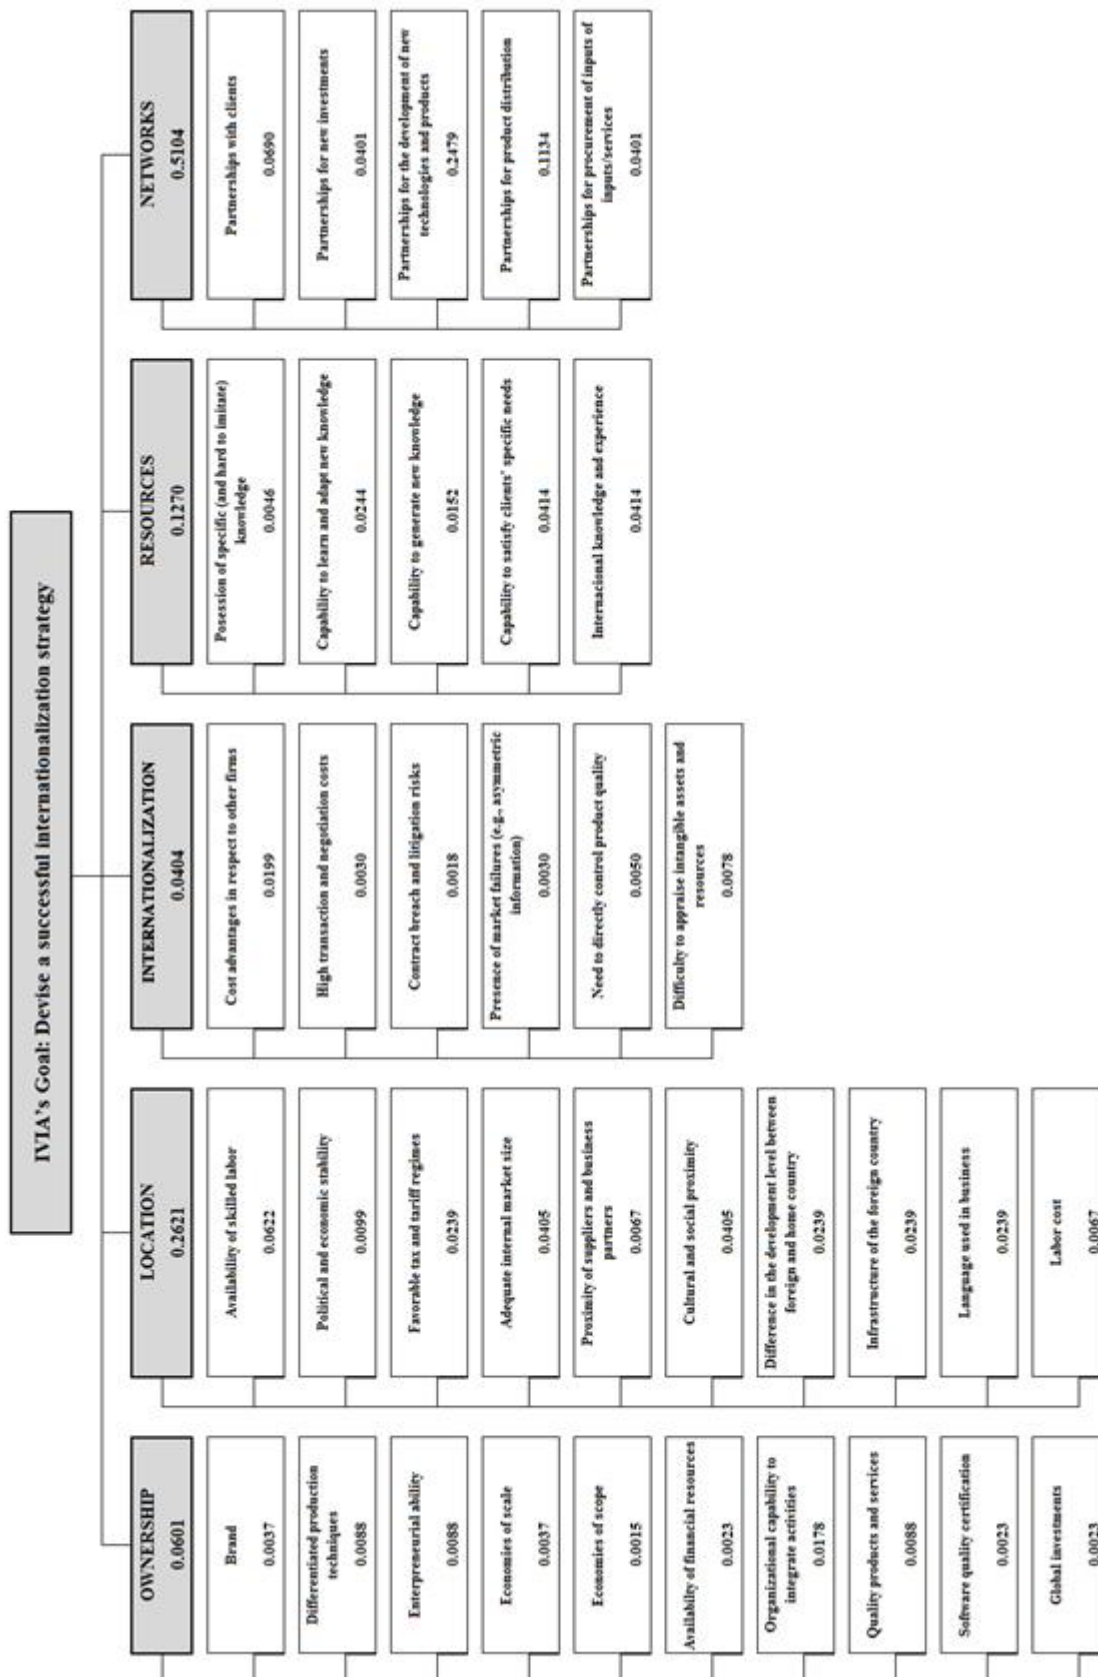 IVIA's Goal: Devise a successful internationalization strategy
OWNERSHIP
0.0601
Brand
0.0037
Differentiated production
techniques
0.0088
Enterpreneurial ability
0.0088
Economies of scale
0.0037
Economies of scope
0.0015
Availability of financial resources
0.0023
Organizational capability to
integrate activities
0.0178
Quality products and services
0.0088
Software quality certification
0.0023
Global investments
0.0023
LOCATION
0.2621
Availability of skilled labor
0.0622
Political and economic stability
0.0099
Favorable tax and tariff regimes
0.0239
Adequate internal market size
0.0405
Proximity of suppliers and business
partners
0.0067
Cultural and social proximity
0.0405
Difference in the development level between
foreign and home country
0.0239
Infrastructure of the foreign country
0.0239
Language used in business
0.0239
Labor cost
0.0067
INTERNATIONALIZATION
0.0404
Cost advantages in respect to other firms
0.0199
High transaction and negotiation costs
0.0030
Contract breach and litigation risks
0.0018
Presence of market failures (e.g., asymmetric
information)
0.0030
Need to directly control product quality
0.0050
Difficulty to appraise intangible assets and
resources
0.0078
RESOURCES
0.1270
Posession of specific (and hard to imitate)
knowledge
0.0046
Capability to learn and adapt new knowledge
0.0244
Capability to generate new knowledge
0.0152
Capability to satisfy clients' specific needs
0.0414
Internacional knowledge and experience
0.0414
NETWORKS
0.5104
Partnerships with clients
0.0690
Partnerships for new investments
0.0401
Partnerships for the development of new
technologies and products
0.2479
Partnerships for product distribution
0.1134
Partnerships for procurement of inputs of
inputs/services
0.0401